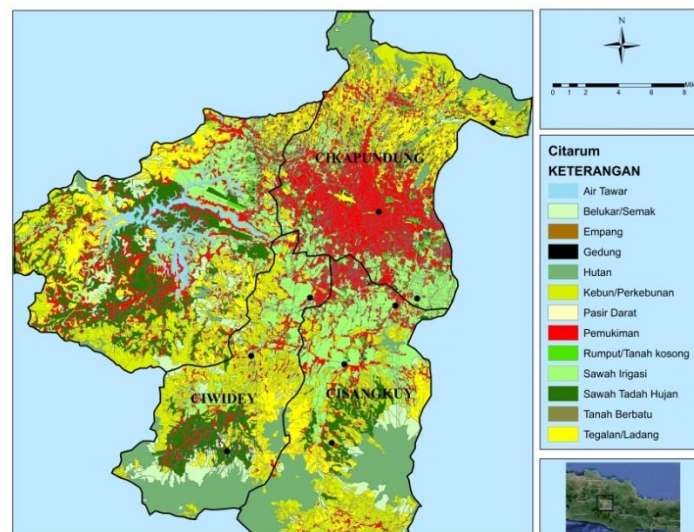 CIKAPUNDUNG
CIWIDEY
CISANGKUY
N
0 1 2 4 6 8
Citarum
KETERANGAN
Air Tawar
Belukar/Semak
Empang
Gedung
Hutan
Kebun/Perkebunan
Pasir Darat
Pemukiman
Rumput/Tanah kosong
Sawah Irigasi
Sawah Tadah Hujan
Tanah Berbatu
Tegalan/Ladang